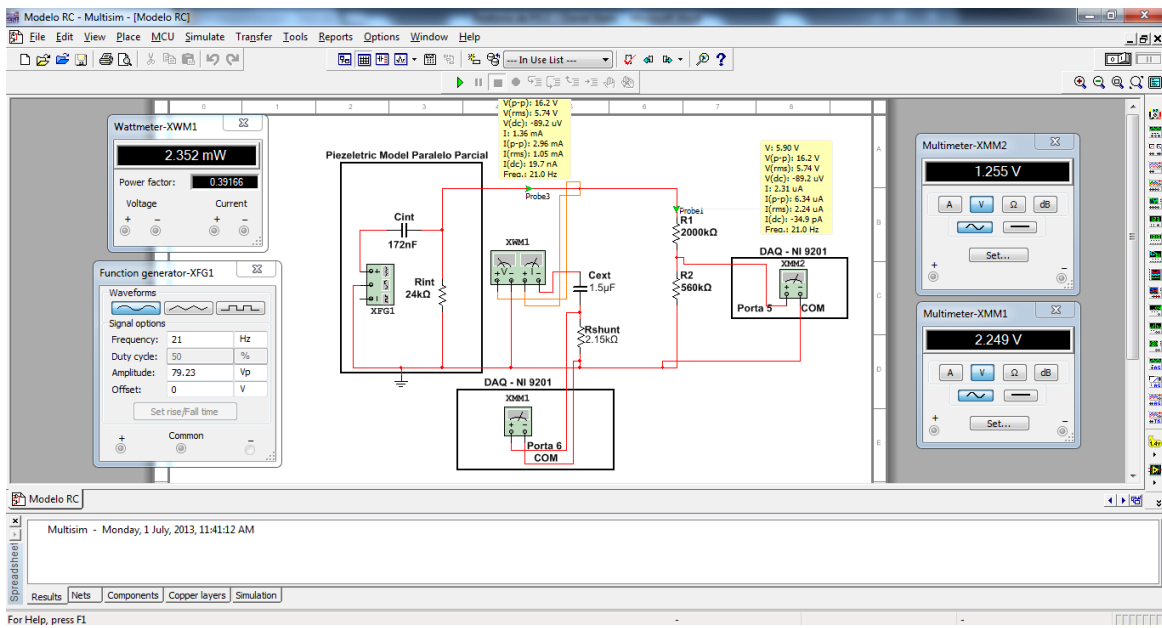 Modelo RC - Multisim - [Modelo RC]
File Edit View Place MCU Simulate Transfer Tools Reports Options Window Help
--- In Use List ---
0 1 2 3 4 5 6 7 8
Wattmeter-XWM1
2.352 mW
Power factor: 0.39166
Voltage Current
+ - + -
Function generator-XFG1
Waveforms
Signal options
Frequency: 21 Hz
Duty cycle: 50 %
Amplitude: 79.23 Vp
Offset: 0 V
Set rise/Fall time
+ Common -
Piezeletric Model Paralelo Parcial
Cint
172nF
Rint
24kΩ
XFG1
V(p-p): 16.2 V
V(rms): 5.74 V
V(dc): -89.2 uV
I: 1.36 mA
I(p-p): 2.96 mA
I(rms): 1.05 mA
I(dc): 19.7 nA
Freq.: 21.0 Hz
Probe3
XWM1
Cext
1.5µF
Rshunt
2.15kΩ
DAQ - NI 9201
XMM1
Porta 6
COM
V: 5.90 V
V(p-p): 16.2 V
V(rms): 5.74 V
V(dc): -89.2 uV
I: 2.31 uA
I(p-p): 6.34 uA
I(rms): 2.24 uA
I(dc): -34.9 pA
Freq.: 21.0 Hz
Probe1
R1
2000kΩ
R2
560kΩ
DAQ - NI 9201
XMM2
Porta 5 COM
A
B
C
D
E
Multimeter-XMM2
1.255 V
A V Ω dB
Set...
+ -
Multimeter-XMM1
2.249 V
A V Ω dB
Set...
+ -
Modelo RC
Multisim - Monday, 1 July, 2013, 11:41:12 AM
Spreadsheet
Results Nets Components Copper layers Simulation
For Help, press F1
- -